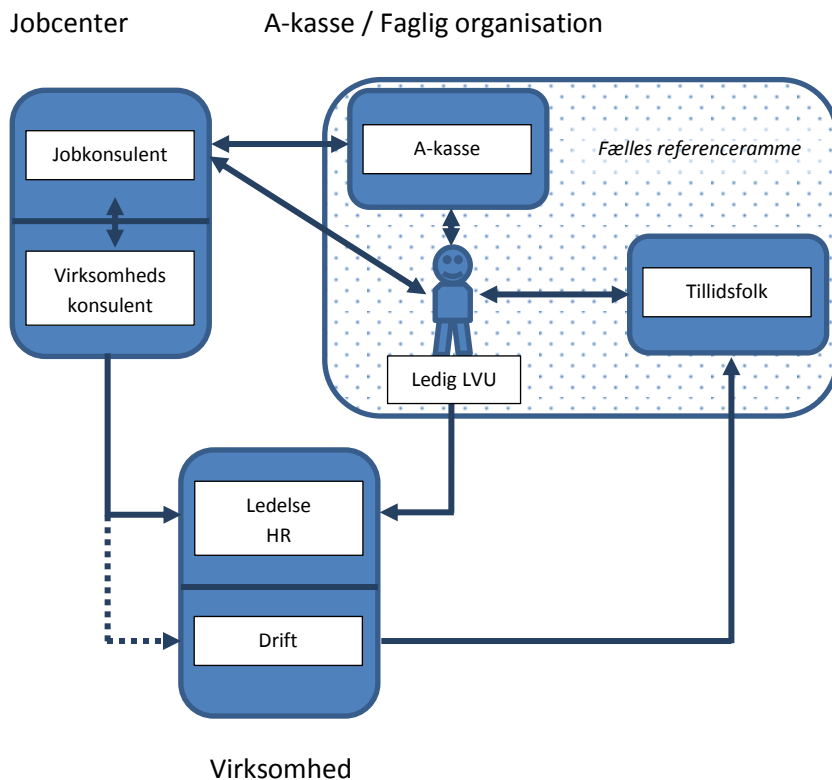 Jobcenter
A-kasse / Faglig organisation
Jobkonsulent
A-kasse
Fælles referenceramme
Virksomheds
konsulent
Tillidsfolk
Ledig LVU
Ledelse
HR
Drift
Virksomhed